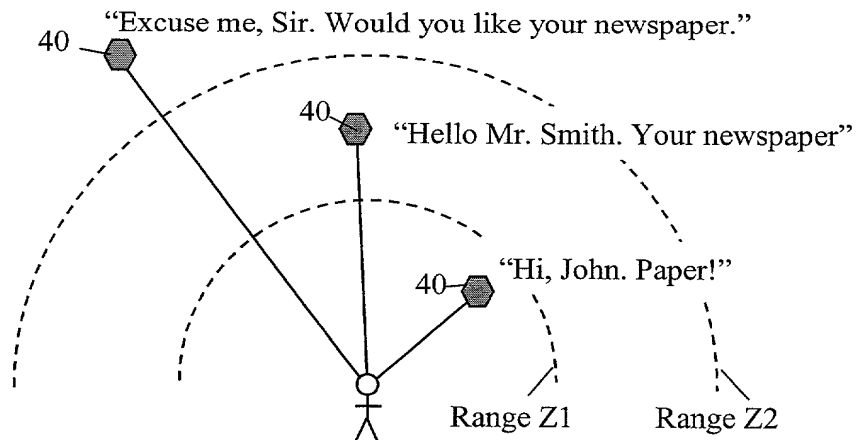 “Excuse me, Sir. Would you like your newspaper.”
40
40
“Hello Mr. Smith. Your newspaper”
40
“Hi, John. Paper!”
Range Z1
Range Z2